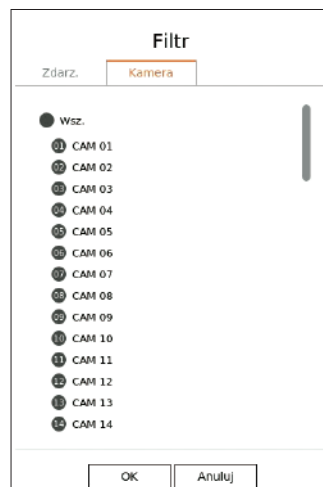 Filtr
Zdarz. Kamera
Wsz.
01 CAM 01
02 CAM 02
03 CAM 03
04 CAM 04
05 CAM 05
06 CAM 06
07 CAM 07
08 CAM 08
09 CAM 09
10 CAM 10
11 CAM 11
12 CAM 12
13 CAM 13
14 CAM 14
OK Anuluj